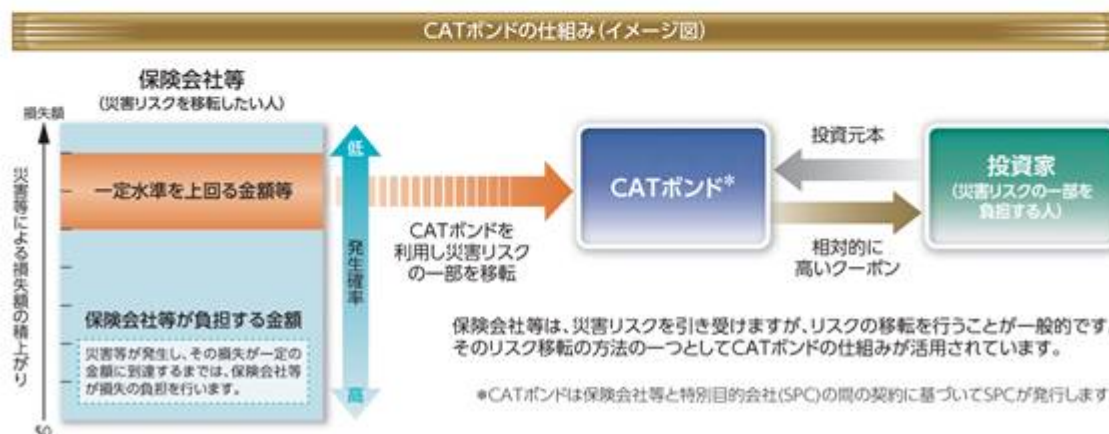 CATボンドの仕組み(イメージ図)
保険会社等
(災害リスクを移転したい人)
損失額
災害等による損失額の積上がり
$0
一定水準を上回る金額等
保険会社等が負担する金額
災害等が発生し、その損失が一定の
金額に到達するまでは、保険会社等
が損失の負担を行います。
低
発生確率
高
CATボンドを
利用し災害リスク
の一部を移転
CATボンド*
投資元本
相対的に
高いクーポン
投資家
(災害リスクの一部を
負担する人)
保険会社等は、災害リスクを引き受けますが、リスクの移転を行うことが一般的です
そのリスク移転の方法の一つとしてCATボンドの仕組みが活用されています。
*CATボンドは保険会社等と特別目的会社(SPC)の間の契約に基づいてSPCが発行します